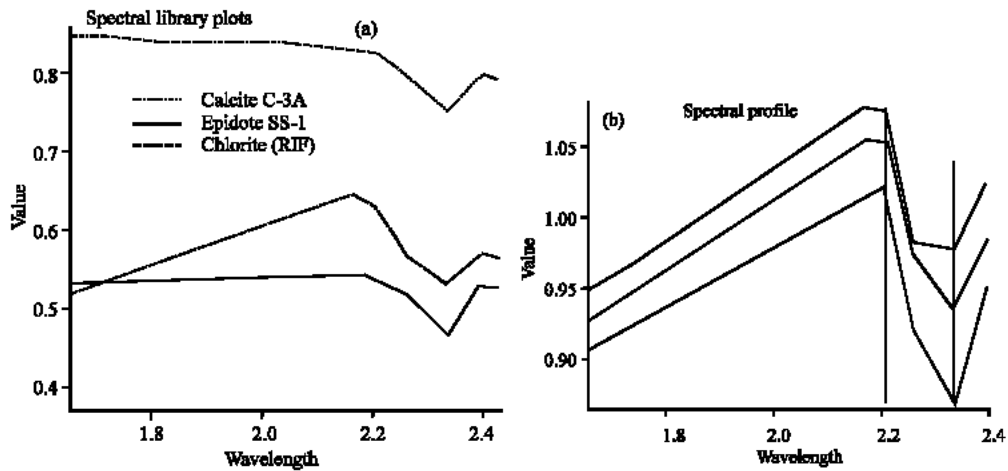 Spectral library plots
(a)
Calcite C-3A
Epidote SS-1
Chlorite (RIF)
Value
0.8
0.7
0.6
0.5
0.4
1.8
2.0
2.2
2.4
Wavelength
(b)
Spectral profile
Value
1.05
1.00
0.95
0.90
1.8
2.0
2.2
2.4
Wavelength